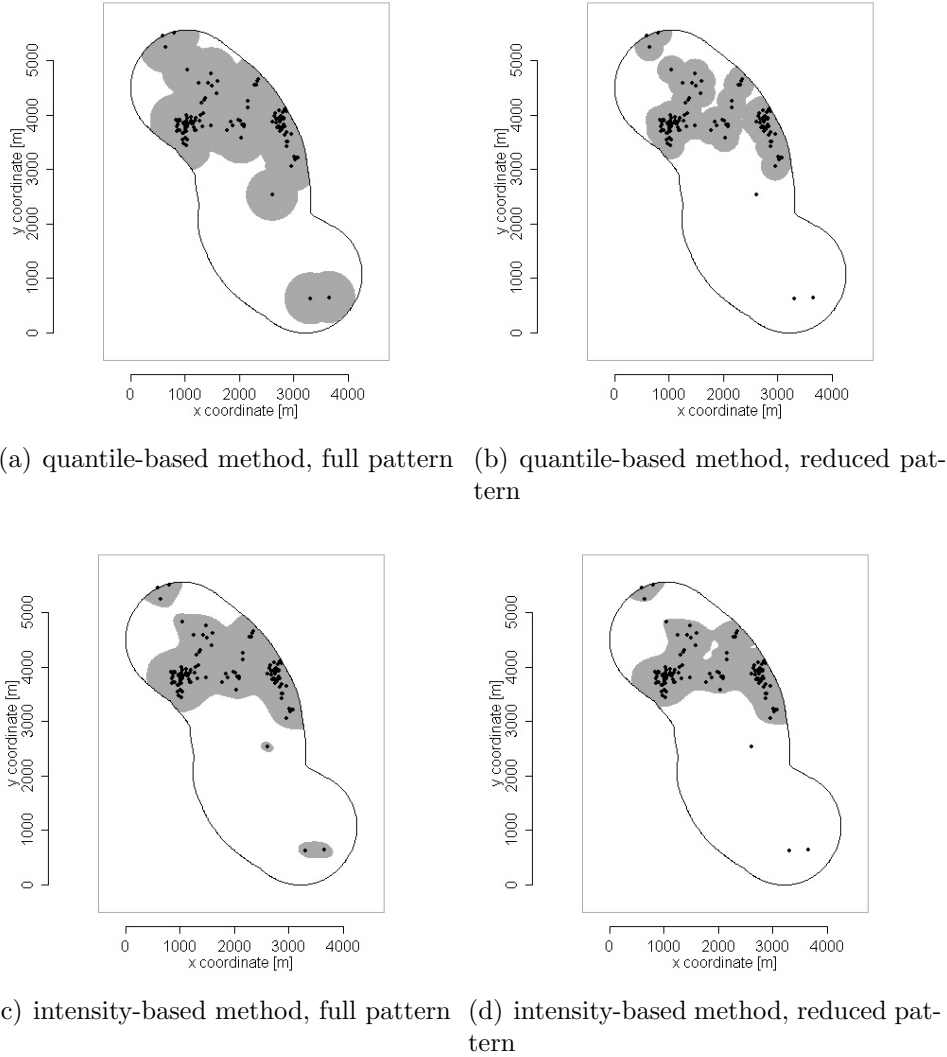 y coordinate [m]
0 1000 2000 3000 4000 5000
0 1000 2000 3000 4000
x coordinate [m]
y coordinate [m]
0 1000 2000 3000 4000 5000
0 1000 2000 3000 4000
x coordinate [m]
(a) quantile-based method, full pattern
(b) quantile-based method, reduced pat-
tern
y coordinate [m]
0 1000 2000 3000 4000 5000
0 1000 2000 3000 4000
x coordinate [m]
y coordinate [m]
0 1000 2000 3000 4000 5000
0 1000 2000 3000 4000
x coordinate [m]
c) intensity-based method, full pattern
(d) intensity-based method, reduced pat-
tern